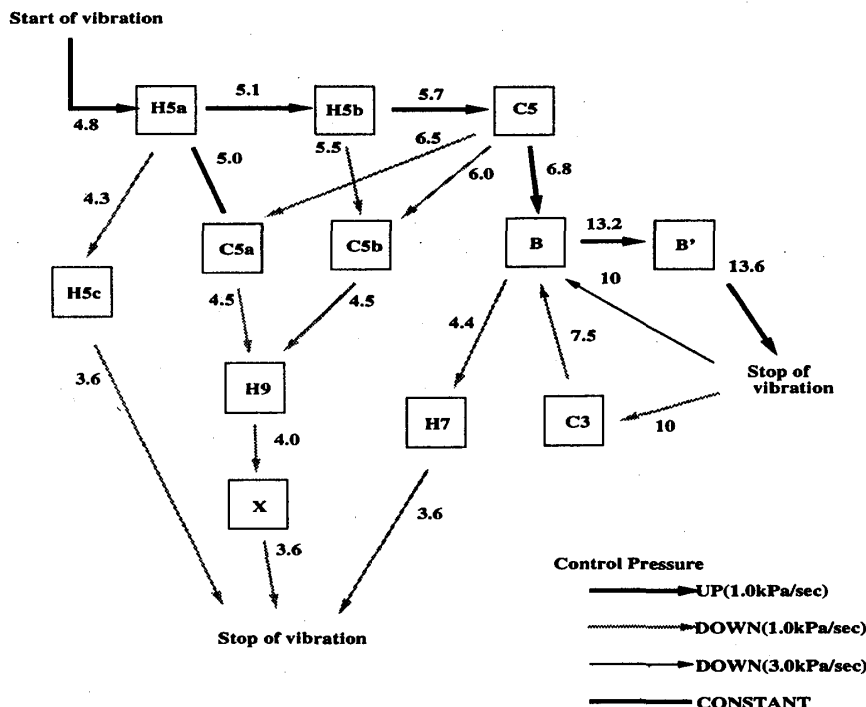 Start of vibration
5.1
5.7
H5a
H5b
C5
4.8
5.0
5.5
6.5
6.0
6.8
4.3
13.2
C5a
C5b
B
B'
13.6
H5c
10
4.5
4.5
4.4
7.5
3.6
Stop of
vibration
H9
H7
C3
10
4.0
X
3.6
3.6
Stop of vibration
Control Pressure
UP(1.0kPa/sec)
DOWN(1.0kPa/sec)
DOWN(3.0kPa/sec)
CONSTANT